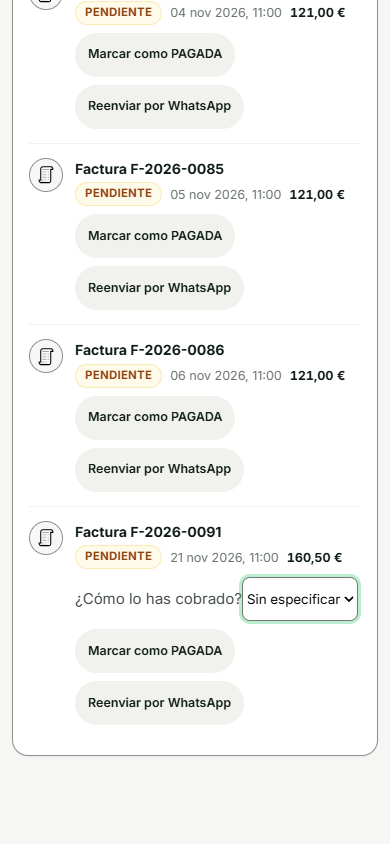 PENDIENTE 04 nov 2026, 11:00 121,00 €
Marcar como PAGADA
Reenviar por WhatsApp
Factura F-2026-0085
PENDIENTE 05 nov 2026, 11:00 121,00 €
Marcar como PAGADA
Reenviar por WhatsApp
Factura F-2026-0086
PENDIENTE 06 nov 2026, 11:00 121,00 €
Marcar como PAGADA
Reenviar por WhatsApp
Factura F-2026-0091
PENDIENTE 21 nov 2026, 11:00 160,50 €
¿Cómo lo has cobrado? Sin especificar
Marcar como PAGADA
Reenviar por WhatsApp